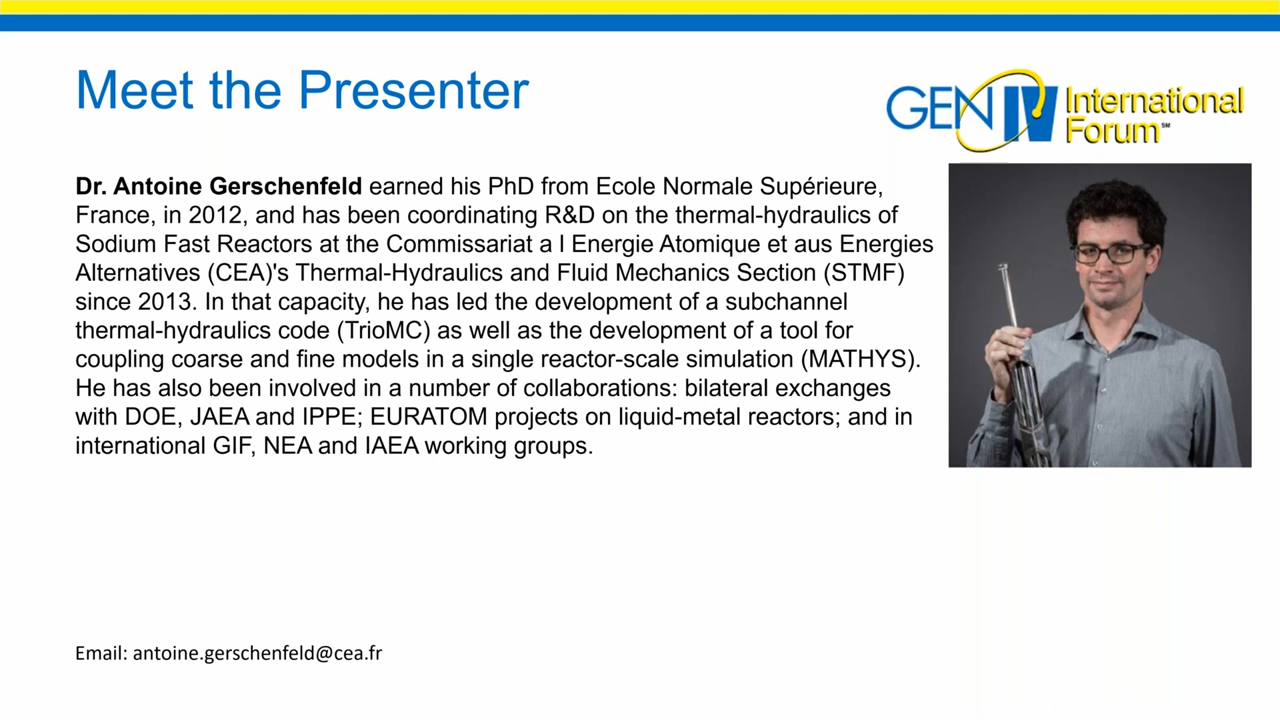 Meet the Presenter
GEN IV International
Forum℠
Dr. Antoine Gerschenfeld earned his PhD from Ecole Normale Supérieure,
France, in 2012, and has been coordinating R&D on the thermal-hydraulics of
Sodium Fast Reactors at the Commissariat a l Energie Atomique et aus Energies
Alternatives (CEA)'s Thermal-Hydraulics and Fluid Mechanics Section (STMF)
since 2013. In that capacity, he has led the development of a subchannel
thermal-hydraulics code (TrioMC) as well as the development of a tool for
coupling coarse and fine models in a single reactor-scale simulation (MATHYS).
He has also been involved in a number of collaborations: bilateral exchanges
with DOE, JAEA and IPPE; EURATOM projects on liquid-metal reactors; and in
international GIF, NEA and IAEA working groups.
Email: antoine.gerschenfeld@cea.fr